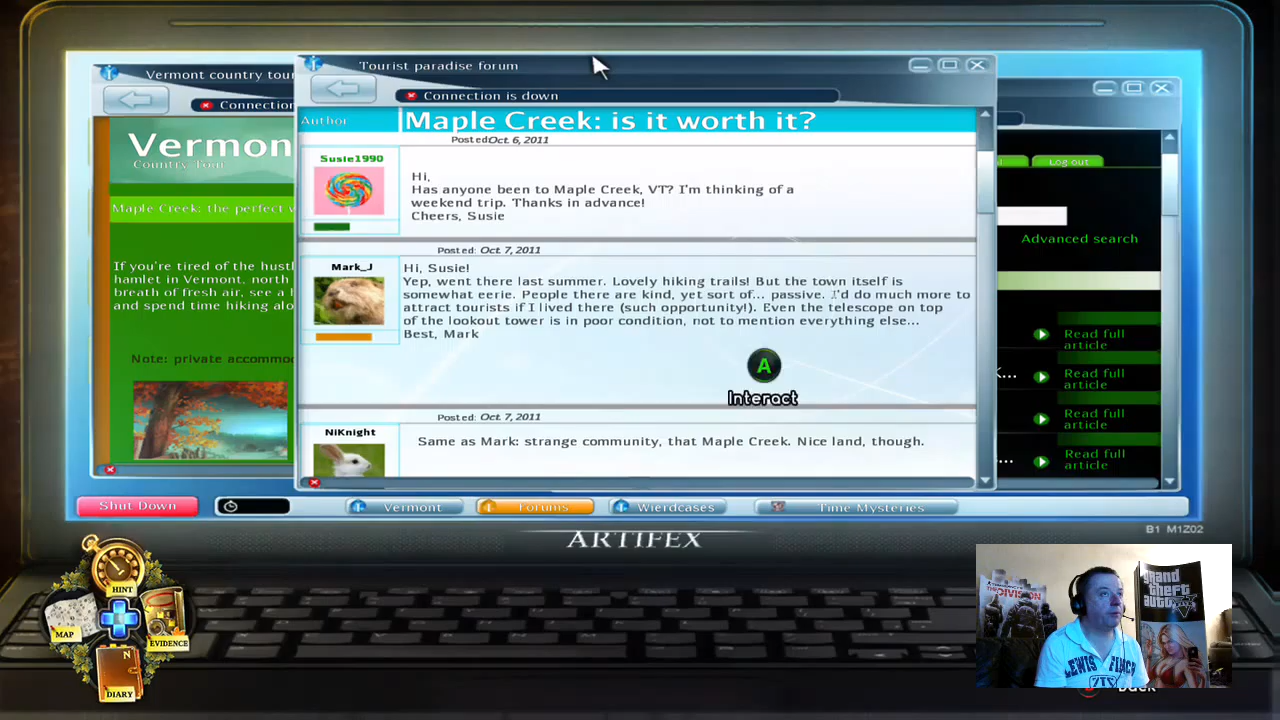 Vermont country tour
Tourist paradise forum
Connection
Connection is down
Vermon
Country Tour
Maple Creek: the perfect w
If you're tired of the hustl
hamlet in Vermont. north
breath of fresh air, see a h
and spend time hiking alo
Note: private accommod
Author
Maple Creek: is it worth it?
Posted Oct. 6, 2011
Susie1990
Hi,
Has anyone been to Maple Creek, VT? I'm thinking of a
weekend trip. Thanks in advance!
Cheers, Susie
Posted: Oct. 7, 2011
Mark_J
Hi, Susie!
Yep, went there last summer. Lovely hiking trails! But the town itself is
somewhat eerie. People there are kind, yet sort of... passive. I'd do much more to
attract tourists if I lived there (such opportunity!). Even the telescope on top
of the lookout tower is in poor condition, not to mention everything else...
Best, Mark
A
Interact
Posted: Oct. 7, 2011
NiKnight
Same as Mark: strange community, that Maple Creek. Nice land, though.
Log out
Advanced search
Read full
article
Read full
article
Read full
article
Read full
article
Shut Down
Vermont
Forums
Wierdcases
Time Mysteries
B1 M1Z02
ARTIFEX
HINT
MAP
EVIDENCE
N
DIARY
THE DIVISION
grand
theft
auto
V
Back